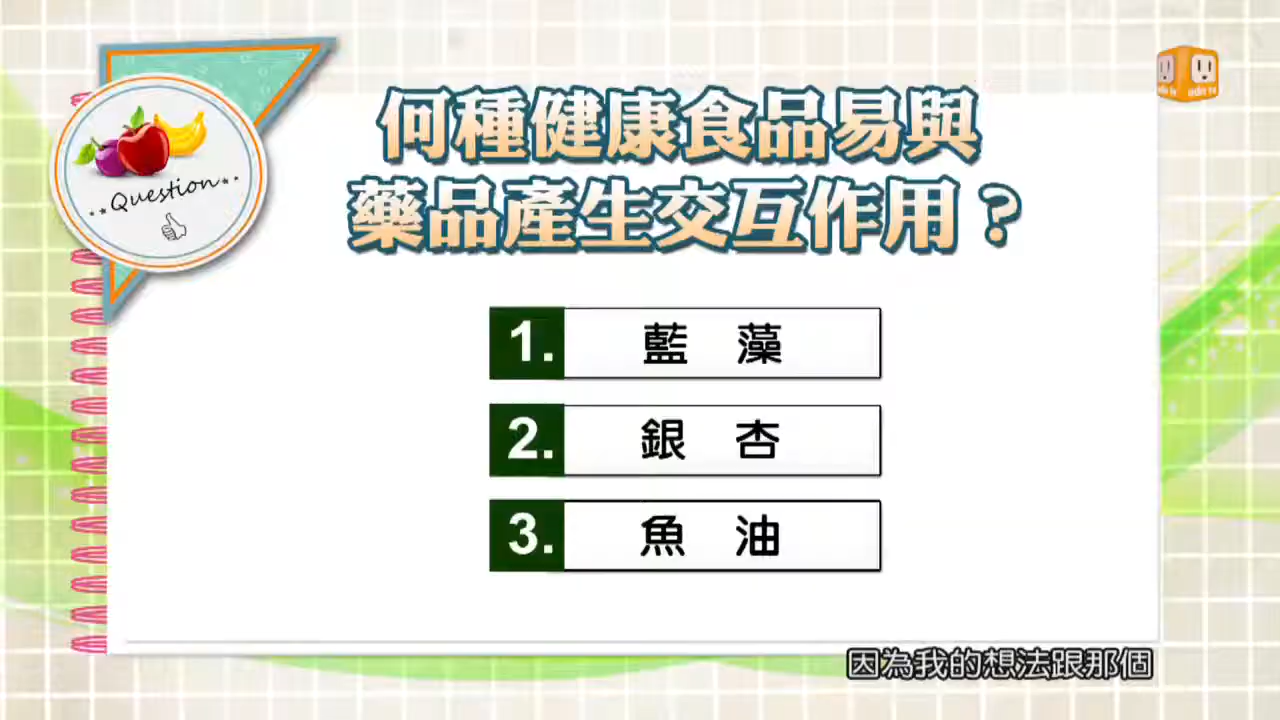 何種健康食品易與
藥品產生交互作用？
Question
1. 藍 藻
2. 銀 杏
3. 魚 油
因為我的想法跟那個